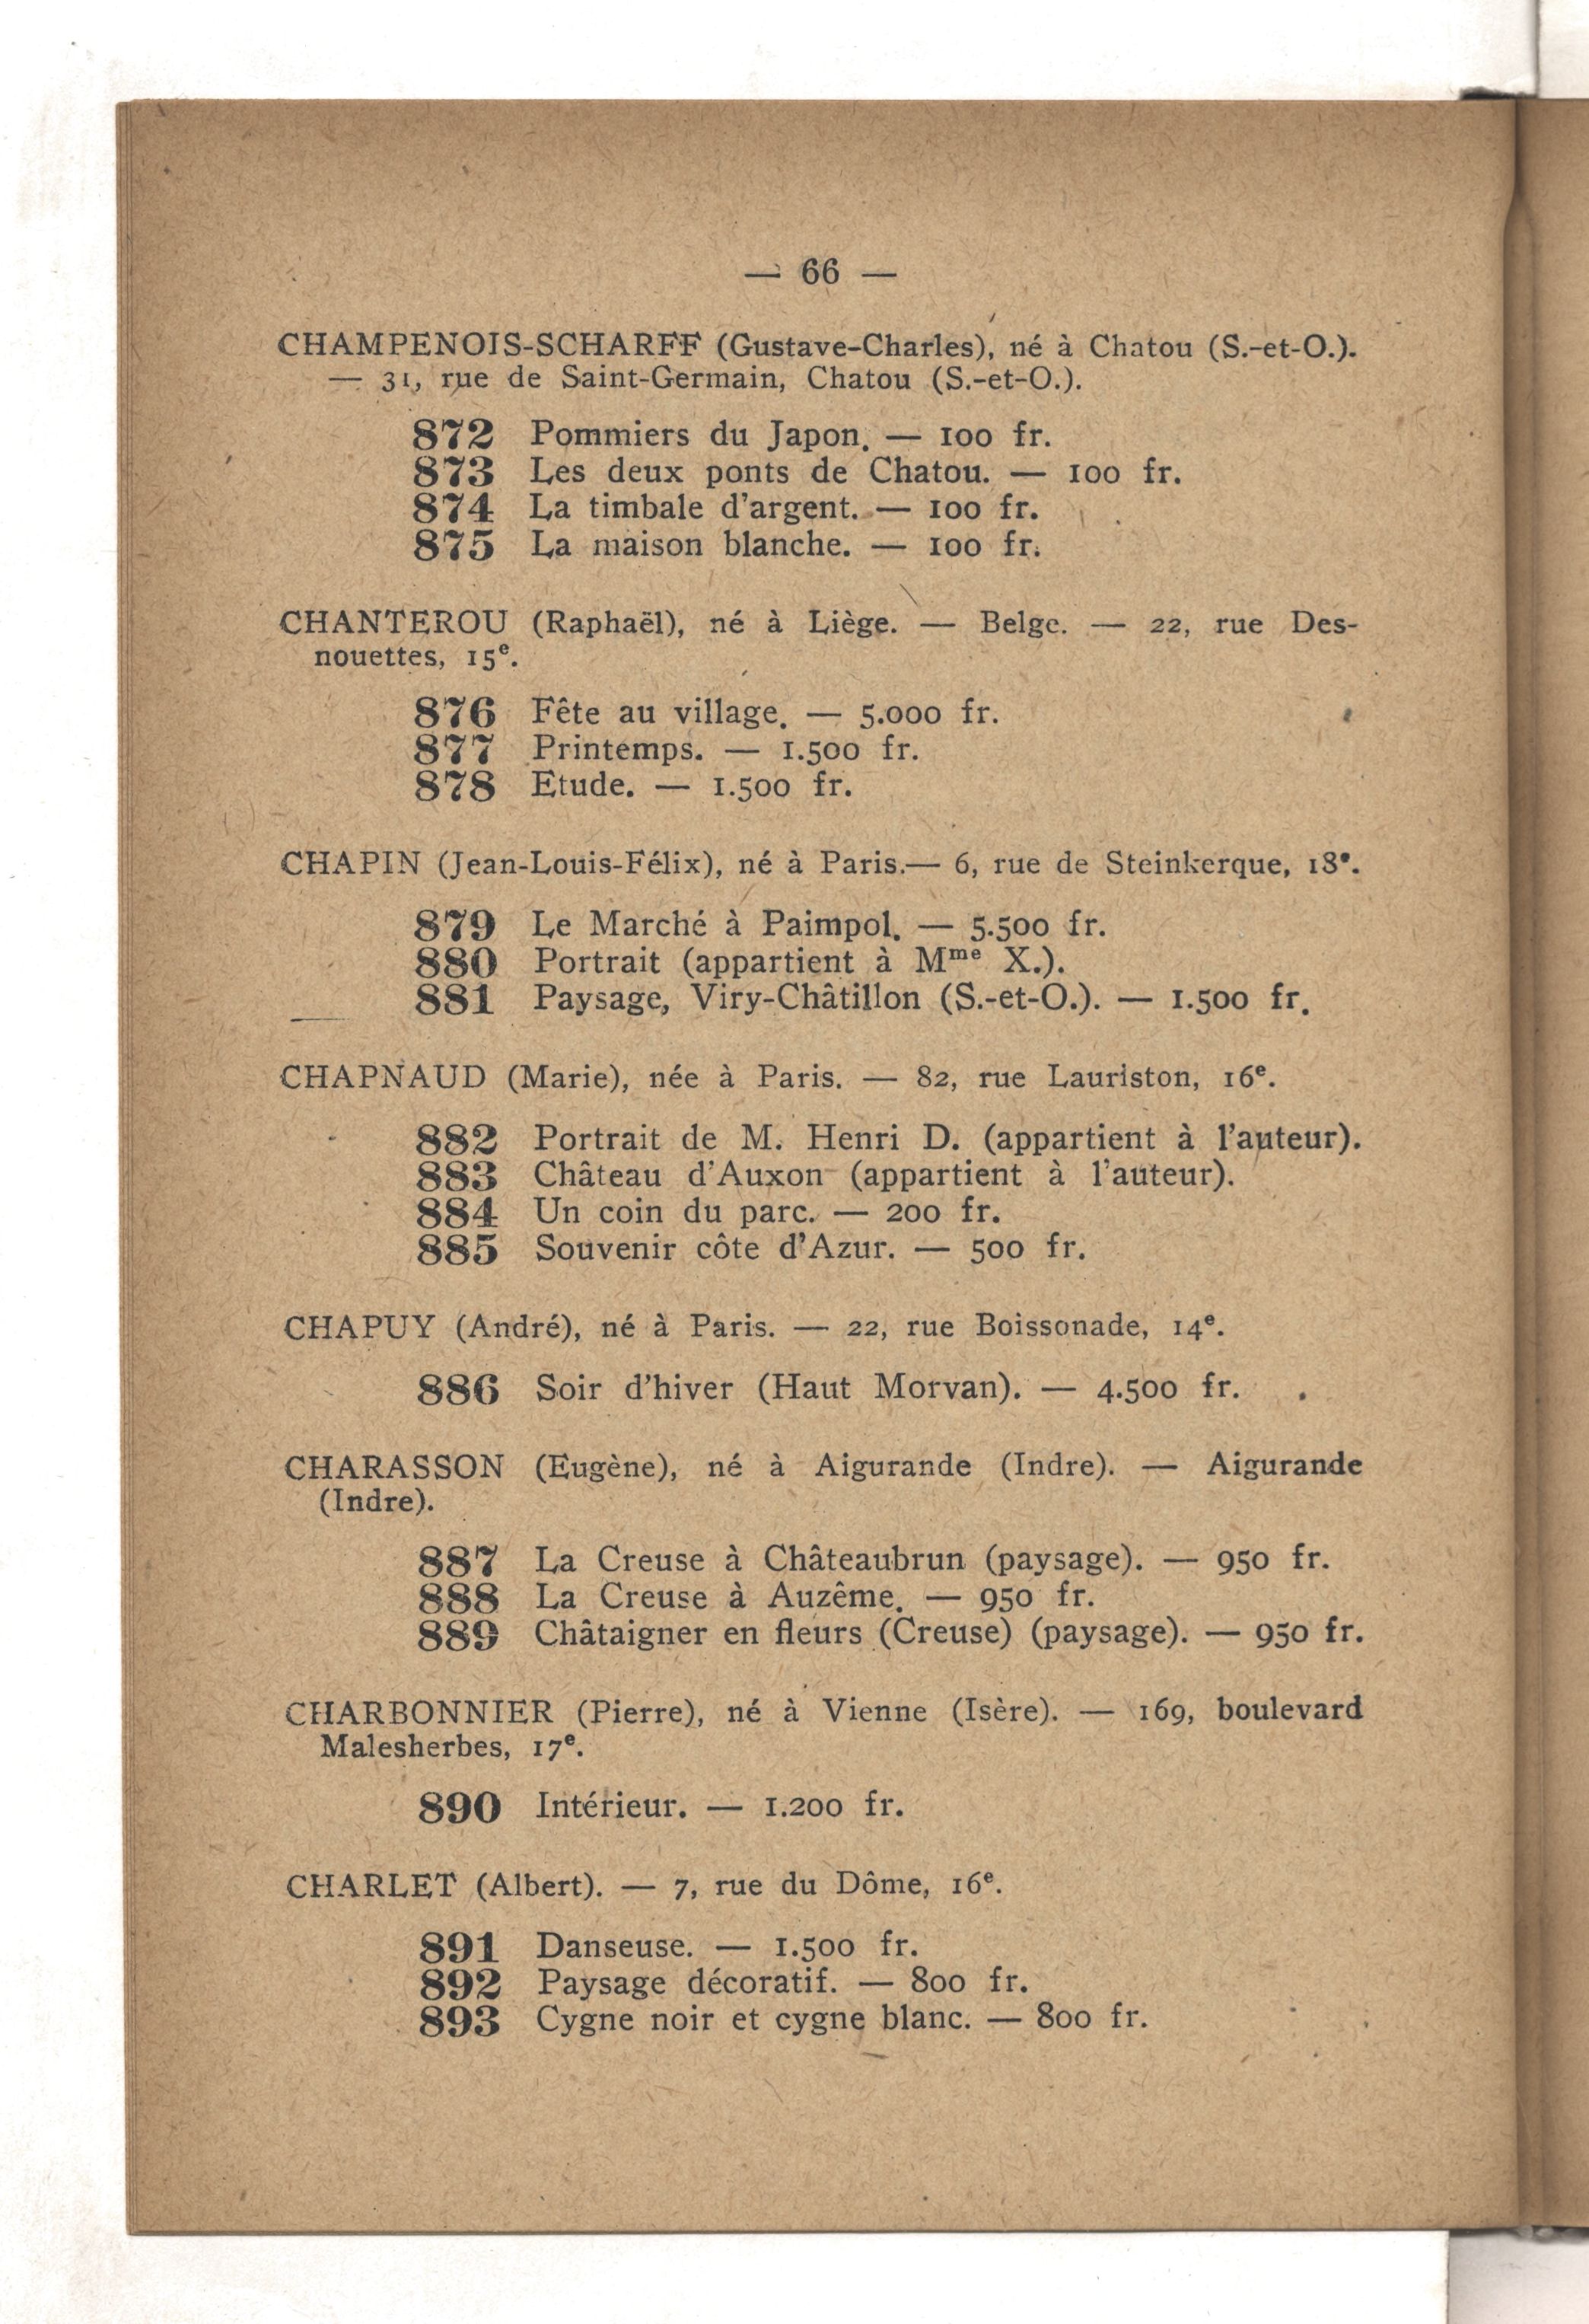 — 66 —
CHAMPENOIS-SCHARFF (Gustave-Charles), né à Chatou (S.-et-O.).
— 31, rue de Saint-Germain, Chatou (S.-et-O.).
872 Pommiers du Japon. — 100 fr.
873 Les deux ponts de Chatou. — 100 fr.
874 La timbale d'argent. — 100 fr.
875 La maison blanche. — 100 fr.
CHANTEROU (Raphaël), né à Liège. — Belge. — 22, rue Des-
nouettes, 15e.
876 Fête au village. — 5.000 fr.
877 Printemps. — 1.500 fr.
878 Etude. — 1.500 fr.
CHAPIN (Jean-Louis-Félix), né à Paris.— 6, rue de Steinkerque, 18e.
879 Le Marché à Paimpol. — 5.500 fr.
880 Portrait (appartient à Mme X.).
881 Paysage, Viry-Châtillon (S.-et-O.). — 1.500 fr.
CHAPNAUD (Marie), née à Paris. — 82, rue Lauriston, 16e.
882 Portrait de M. Henri D. (appartient à l'auteur).
883 Château d'Auxon (appartient à l'auteur).
884 Un coin du parc. — 200 fr.
885 Souvenir côte d'Azur. — 500 fr.
CHAPUY (André), né à Paris. — 22, rue Boissonade, 14e.
886 Soir d'hiver (Haut Morvan). — 4.500 fr.
CHARASSON (Eugène), né à Aigurande (Indre). — Aigurande
(Indre).
887 La Creuse à Châteaubrun (paysage). — 950 fr.
888 La Creuse à Auzême. — 950 fr.
889 Châtaigner en fleurs (Creuse) (paysage). — 950 fr.
CHARBONNIER (Pierre), né à Vienne (Isère). — 169, boulevard
Malesherbes, 17e.
890 Intérieur. — 1.200 fr.
CHARLET (Albert). — 7, rue du Dôme, 16e.
891 Danseuse. — 1.500 fr.
892 Paysage décoratif. — 800 fr.
893 Cygne noir et cygne blanc. — 800 fr.